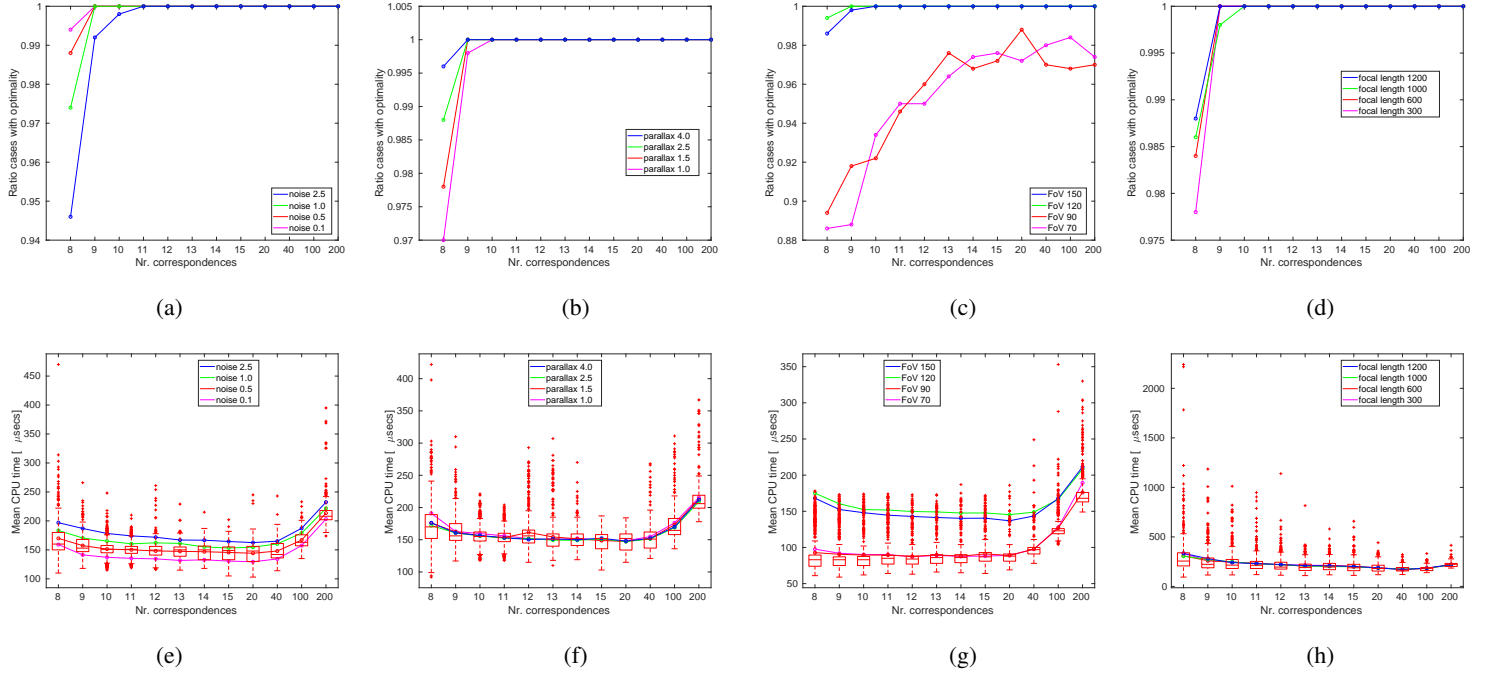 1
0.99
0.98
0.97
0.96
0.95
0.94
Ratio cases with optimality
8 9 10 11 12 13 14 15 20 40 100 200
Nr. correspondences
noise 2.5
noise 1.0
noise 0.5
noise 0.1
(a)
1.005
1
0.995
0.99
0.985
0.98
0.975
0.97
Ratio cases with optimality
8 9 10 11 12 13 14 15 20 40 100 200
Nr. correspondences
parallax 4.0
parallax 2.5
parallax 1.5
parallax 1.0
(b)
1
0.98
0.96
0.94
0.92
0.9
0.88
Ratio cases with optimality
8 9 10 11 12 13 14 15 20 40 100 200
Nr. correspondences
FoV 150
FoV 120
FoV 90
FoV 70
(c)
1
0.995
0.99
0.985
0.98
0.975
Ratio cases with optimality
8 9 10 11 12 13 14 15 20 40 100 200
Nr. correspondences
focal length 1200
focal length 1000
focal length 600
focal length 300
(d)
450
400
350
300
250
200
150
100
Mean CPU time [ μsecs]
8 9 10 11 12 13 14 15 20 40 100 200
Nr. correspondences
noise 2.5
noise 1.0
noise 0.5
noise 0.1
(e)
400
350
300
250
200
150
100
Mean CPU time [ μsecs]
8 9 10 11 12 13 14 15 20 40 100 200
Nr. correspondences
parallax 4.0
parallax 2.5
parallax 1.5
parallax 1.0
(f)
350
300
250
200
150
100
50
Mean CPU time [ μsecs]
8 9 10 11 12 13 14 15 20 40 100 200
Nr. correspondences
FoV 150
FoV 120
FoV 90
FoV 70
(g)
2000
1500
1000
500
0
Mean CPU time [ μsecs]
8 9 10 11 12 13 14 15 20 40 100 200
Nr. correspondences
focal length 1200
focal length 1000
focal length 600
focal length 300
(h)